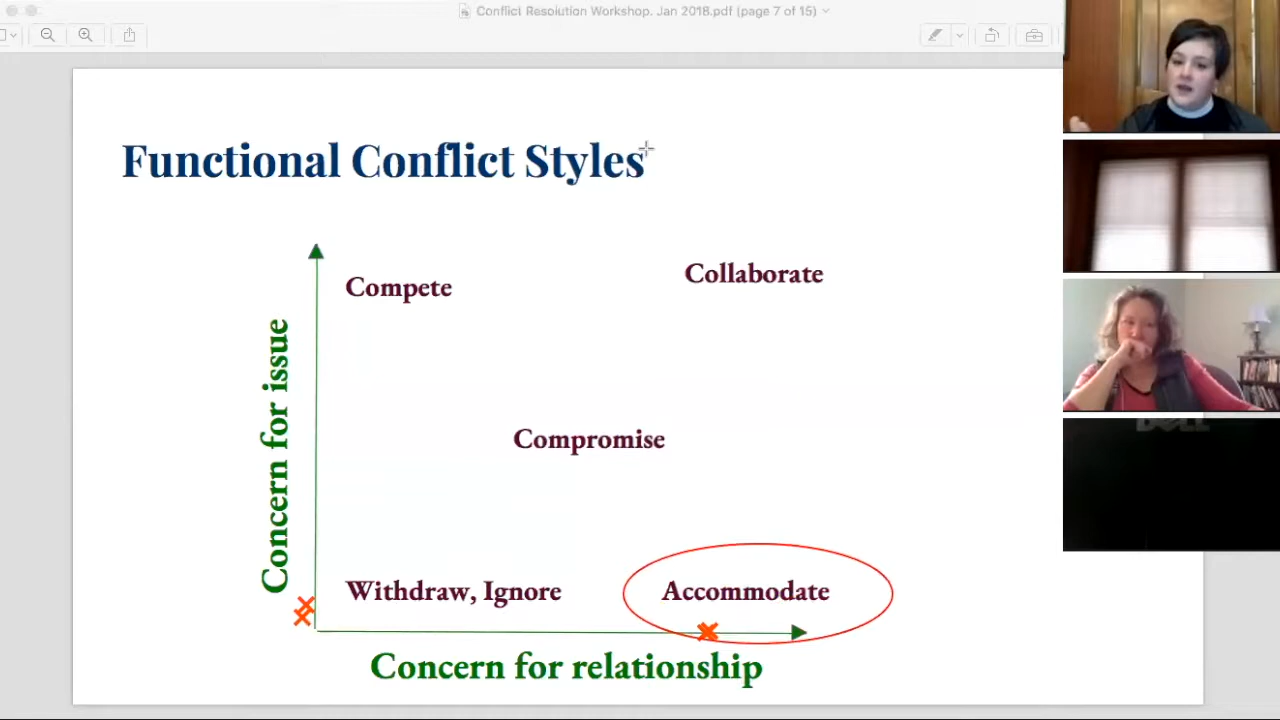 Conflict Resolution Workshop. Jan 2018.pdf (page 7 of 15)
Functional Conflict Styles
Compete
Collaborate
Concern for issue
Compromise
Withdraw, Ignore
Accommodate
Concern for relationship
DELL